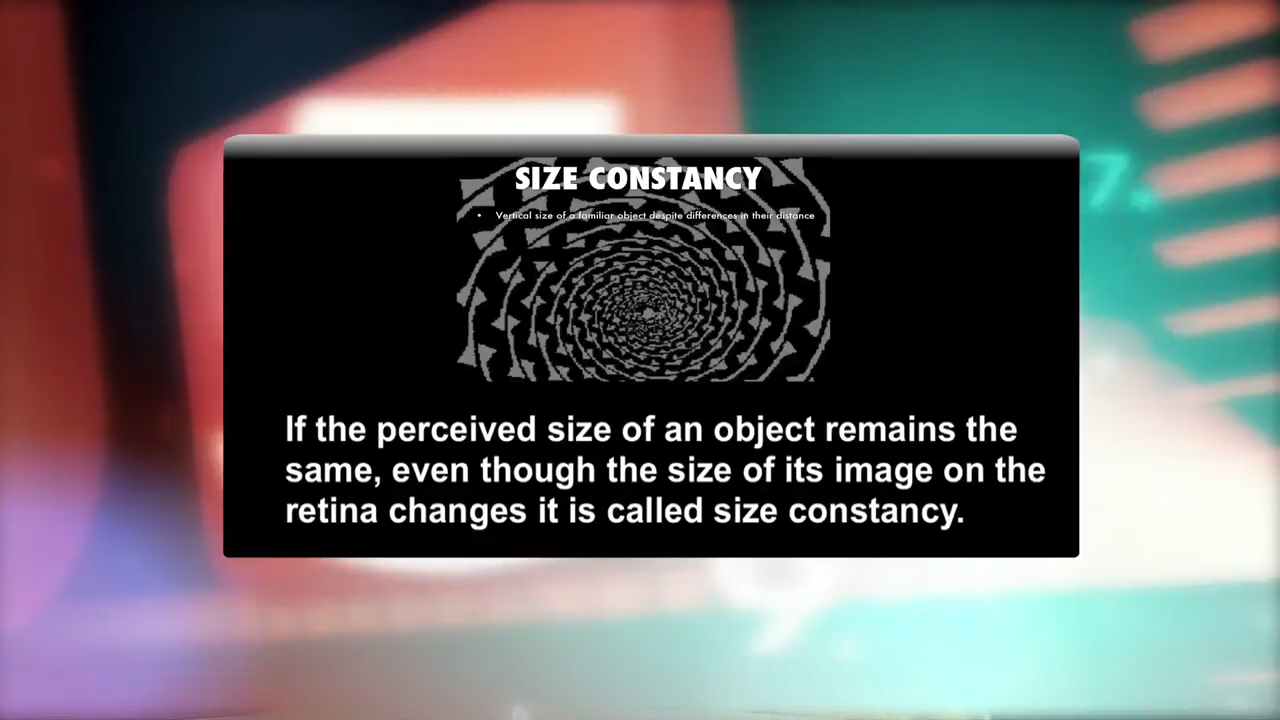 SIZE CONSTANCY
• Vertical size of a familiar object despite differences in their distance
If the perceived size of an object remains the
same, even though the size of its image on the
retina changes it is called size constancy.
7.